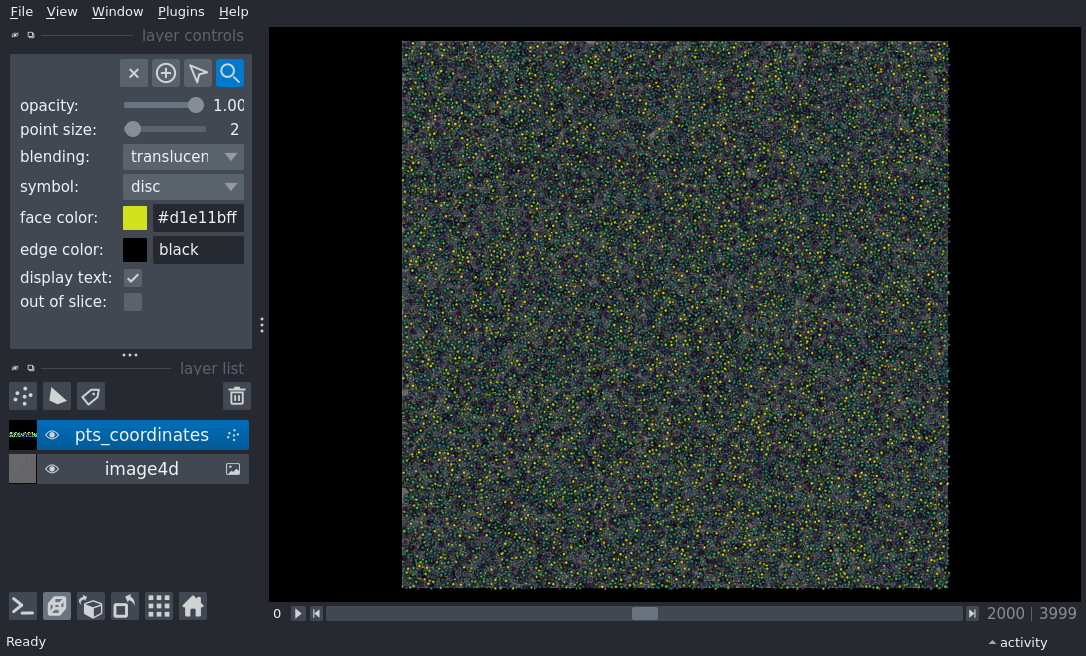 File View Window Plugins Help
layer controls
opacity: 1.00
point size: 2
blending: translucen
symbol: disc
face color: #d1e11bff
edge color: black
display text:
out of slice:
layer list
pts_coordinates
image4d
0 2000 3999
Ready activity